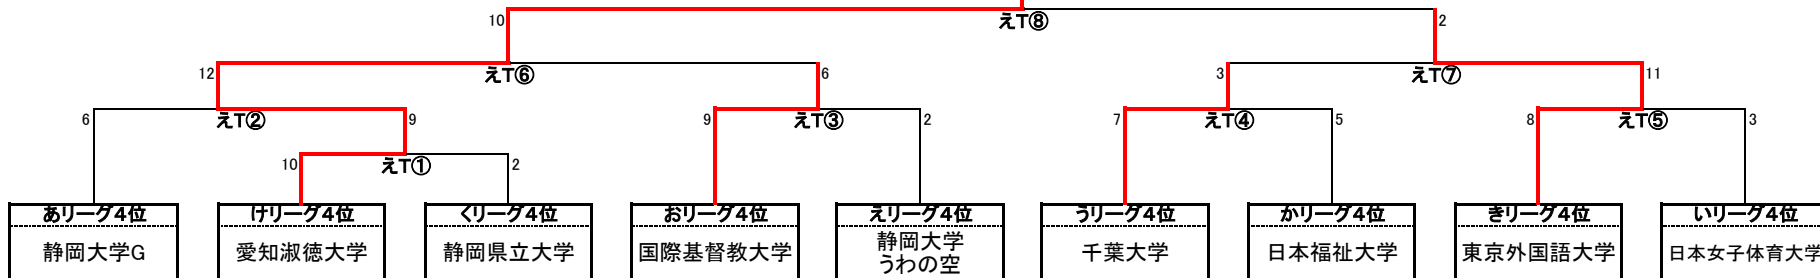 10 えT⑧ 2
12 えT⑥ 6 3 えT⑦ 11
6 えT② 9 9 えT③ 2 7 えT④ 5 8 えT⑤ 3
10 えT① 2
あリーグ4位 けリーグ4位 くリーグ4位 おリーグ4位 えリーグ4位 うリーグ4位 かリーグ4位 きリーグ4位 いリーグ4位
静岡大学G 愛知淑徳大学 静岡県立大学 国際基督教大学 静岡大学 千葉大学 日本福祉大学 東京外国語大学 日本女子体育大学
うわの空